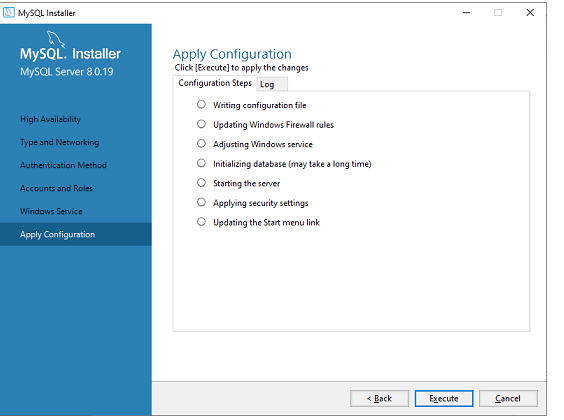 MySQL Installer
MySQL. Installer
MySQL Server 8.0.19
High Availability
Type and Networking
Authentication Method
Accounts and Roles
Windows Service
Apply Configuration
Apply Configuration
Click [Execute] to apply the changes
Configuration Steps Log
Writing configuration file
Updating Windows Firewall rules
Adjusting Windows service
Initializing database (may take a long time)
Starting the server
Applying security settings
Updating the Start menu link
< Back Execute Cancel